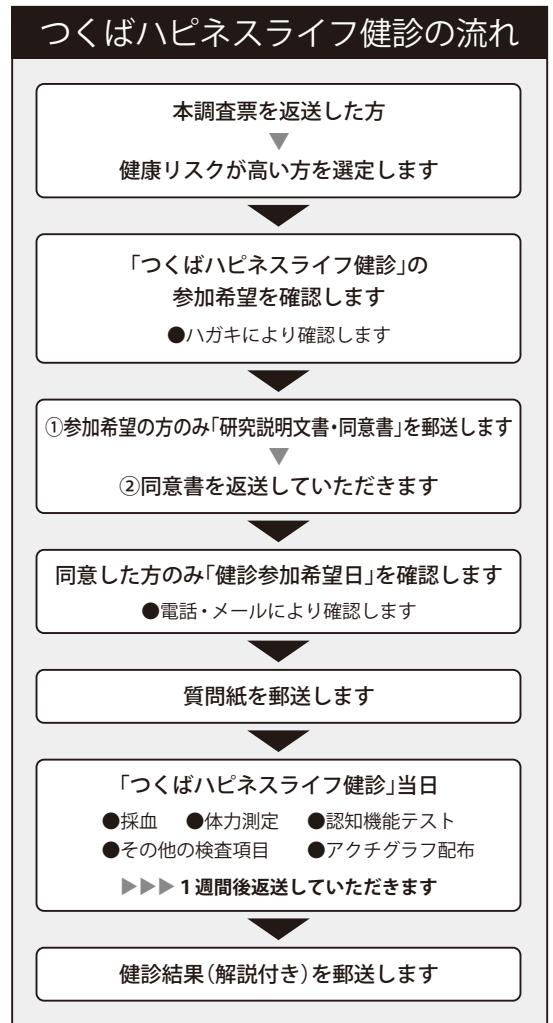 つくばハピネスライフ健診の流れ
本調査票を返送した方
▼
健康リスクが高い方を選定します
「つくばハピネスライフ健診」の
参加希望を確認します
●ハガキにより確認します
①参加希望の方のみ「研究説明文書・同意書」を郵送します
▼
②同意書を返送していただきます
同意した方のみ「健診参加希望日」を確認します
●電話・メールにより確認します
質問紙を郵送します
「つくばハピネスライフ健診」当日
●採血 ●体力測定 ●認知機能テスト
●その他の検査項目 ●アクチグラフ配布
▶▶▶1週間後返送していただきます
健診結果（解説付き）を郵送します